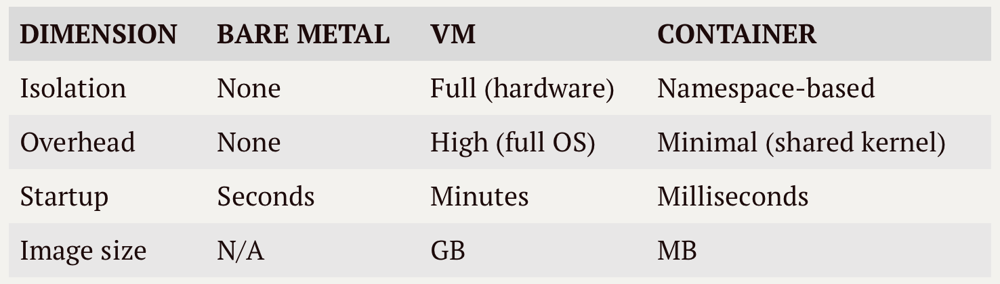 DIMENSION BARE METAL VM CONTAINER
Isolation None Full (hardware) Namespace-based
Overhead None High (full OS) Minimal (shared kernel)
Startup Seconds Minutes Milliseconds
Image size N/A GB MB